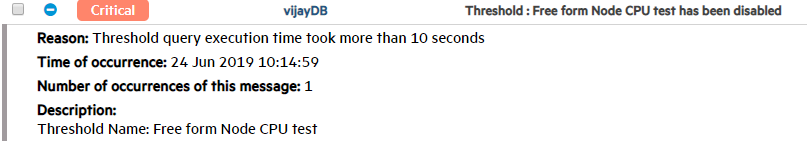 Critical vijayDB Threshold : Free form Node CPU test has been disabled
Reason: Threshold query execution time took more than 10 seconds
Time of occurrence: 24 Jun 2019 10:14:59
Number of occurrences of this message: 1
Description:
Threshold Name: Free form Node CPU test